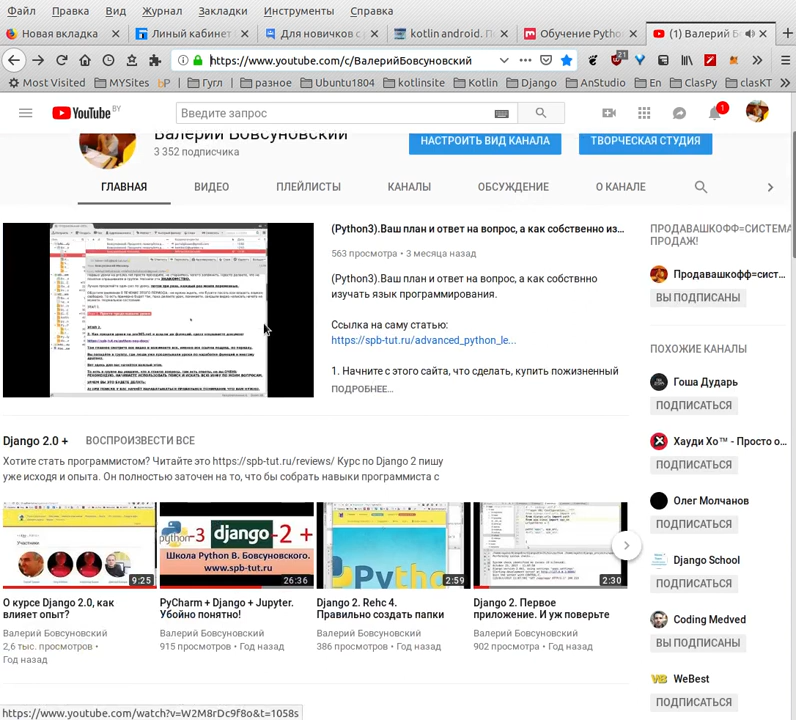 Файл Правка Вид Журнал Закладки Инструменты Справка
Новая вкладка Линый кабинет Для новичков с kotlin android. П Обучение Python (1) Валерий Б
https://www.youtube.com/c/ВалерийБовсуновский 21
Most Visited MYSites bP Гугл разное Ubuntu1804 kotlinsite Kotlin Django AnStudio En ClasPy clasKT
YouTube BY Введите запрос 1
Валерий Бовсуновский
3 352 подписчика
НАСТРОИТЬ ВИД КАНАЛА ТВОРЧЕСКАЯ СТУДИЯ
ГЛАВНАЯ ВИДЕО ПЛЕЙЛИСТЫ КАНАЛЫ ОБСУЖДЕНИЕ О КАНАЛЕ
(Python3).Ваш план и ответ на вопрос, а как собственно из...
563 просмотра • 3 месяца назад
(Python3).Ваш план и ответ на вопрос, а как собствнно
изучать язык программирования.
Ссылка на саму статью:
https://spb-tut.ru/advanced_python_le...
1. Начните с этого сайта, что сделать, купить пожизненный
ПОДРОБНЕЕ...
ПРОДАВАШКОФФ=СИСТЕМА
ПРОДАЖ!
Продавашкофф=сист...
ВЫ ПОДПИСАНЫ
ПОХОЖИЕ КАНАЛЫ
Гоша Дударь
ПОДПИСАТЬСЯ
Хауди Хо™ - Просто о...
ПОДПИСАТЬСЯ
Олег Молчанов
ПОДПИСАТЬСЯ
Django School
ПОДПИСАТЬСЯ
Coding Medved
ВЫ ПОДПИСАНЫ
WeBest
ПОДПИСАТЬСЯ
Django 2.0 + ВОСПРОИЗВЕСТИ ВСЕ
Хотите стать программистом? Читайте это https://spb-tut.ru/reviews/ Курс по Django 2 пишу
уже исходя и опыта. Он полностью заточен на то, что бы собрать навыки программиста с
Участники
9:25
python 3 django -2 +
Школа Python В. Бовсуновского.
www.spb-tut.ru
26:36
Pytho
2:59
2:30
О курсе Django 2.0, как
влияет опыт?
Валерий Бовсуновский
2,6 тыс. просмотров •
Год назад
PyCharm + Django + Jupyter.
Убойно понятно!
Валерий Бовсуновский
915 просмотров • Год назад
Django 2. Rehc 4.
Правильно создать папки
Валерий Бовсуновский
386 просмотров • Год назад
Django 2. Первое
приложение. И уж поверьте
Валерий Бовсуновский
902 просмотра • Год назад
https://www.youtube.com/watch?v=W2M8rDc9f8o&t=1058s